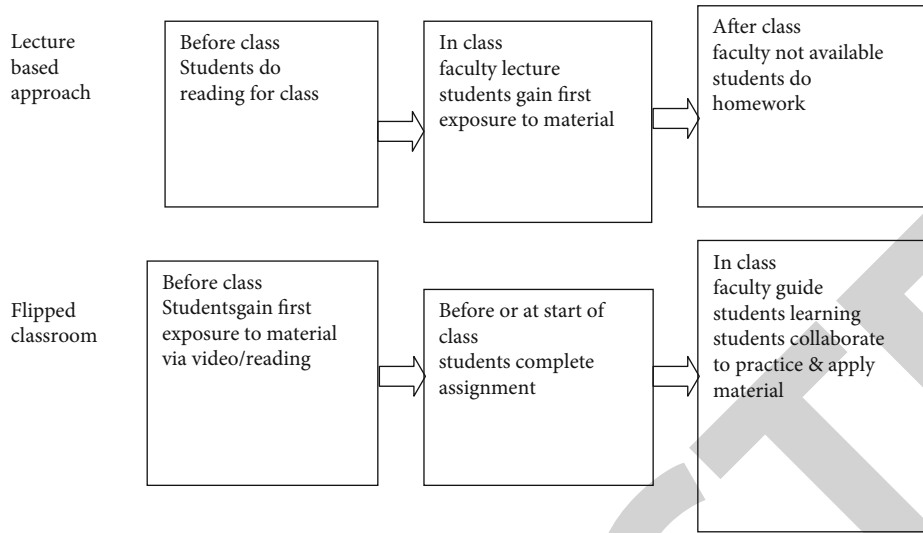 Lecture
based
approach
Before class
Students do
reading for class
In class
faculty lecture
students gain first
exposure to material
After class
faculty not available
students do
homework
Flipped
classroom
Before class
Studentsgain first
exposure to material
via video/reading
Before or at start of
class
students complete
assignment
In class
faculty guide
students learning
students collaborate
to practice & apply
material